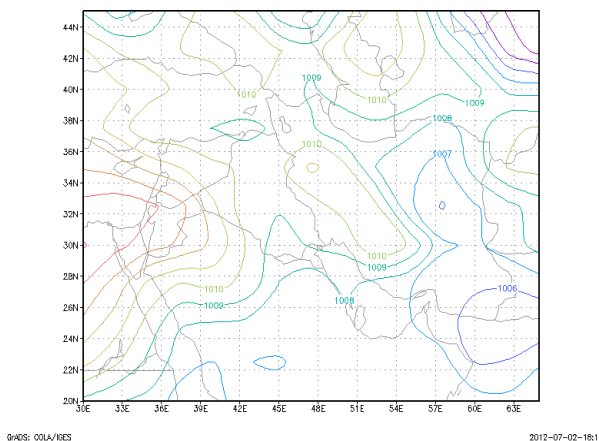 44N
42N
1009
40N
1010
1010
1009
38N
1008
36N
1010
1007
34N
32N
30N
1010
1009
28N
1010
1006
1009
1008
26N
24N
22N
20N
30E 33E 36E 39E 42E 45E 48E 51E 54E 57E 60E 63E
GrADS: COLA/IGES
2012-07-02-18:1